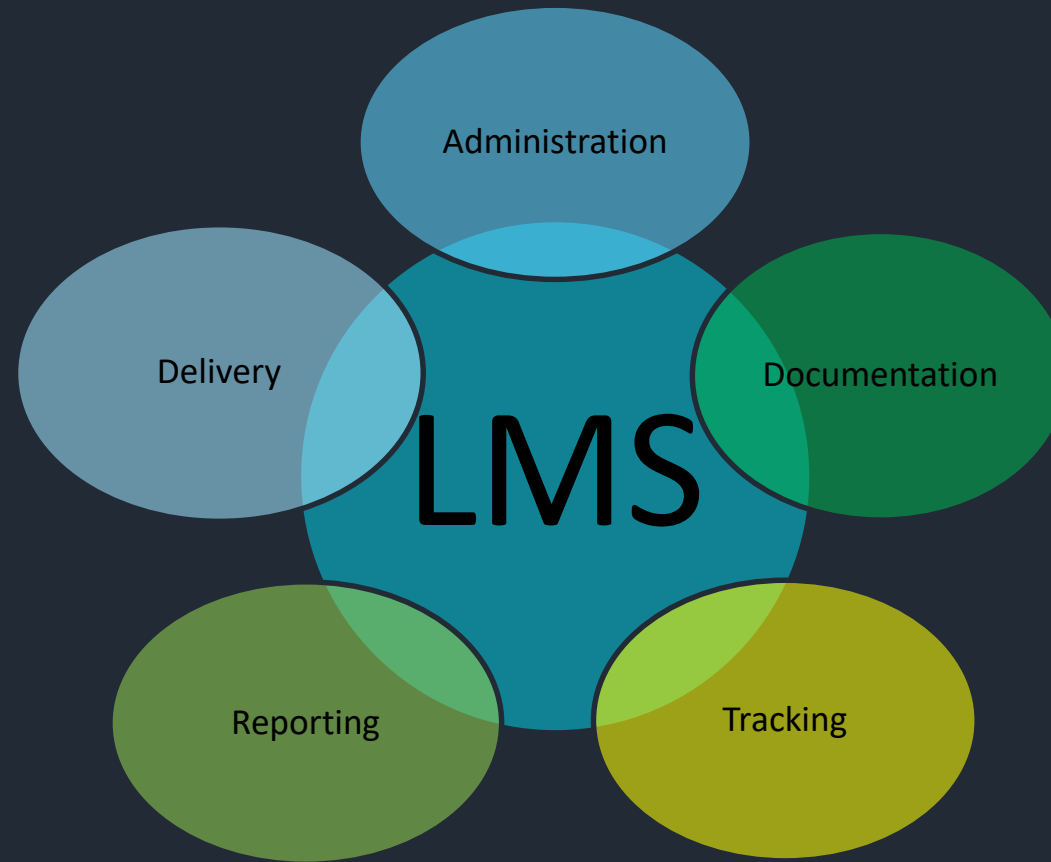 Administration
Delivery
Documentation
LMS
Reporting
Tracking